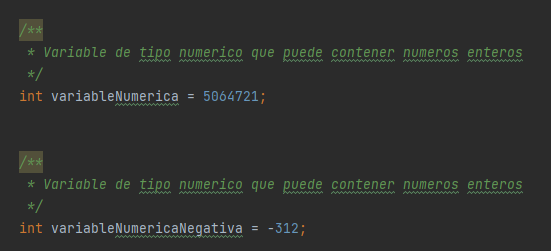 /**
* Variable de tipo numerico que puede contener numeros enteros
*/
int variableNumerica = 5064721;
/**
* Variable de tipo numerico que puede contener numeros enteros
*/
int variableNumericaNegativa = -312;